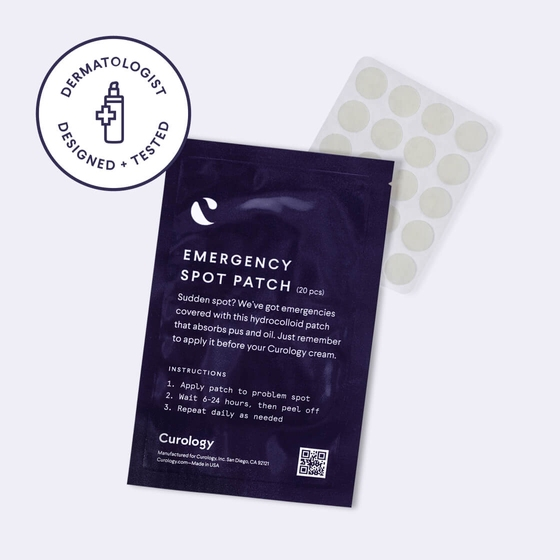 DERMATOLOGIST
DESIGNED + TESTED
EMERGENCY
SPOT PATCH (20 pcs)
Sudden spot? We've got emergencies
covered with this hydrocolloid patch
that absorbs pus and oil. Just remember
to apply it before your Curology cream.
INSTRUCTIONS
1. Apply patch to problem spot
2. Wait 6-24 hours, then peel off
3. Repeat daily as needed
Curology
Manufactured for Curology, Inc. San Diego, CA 92121
Curology.com—Made in USA